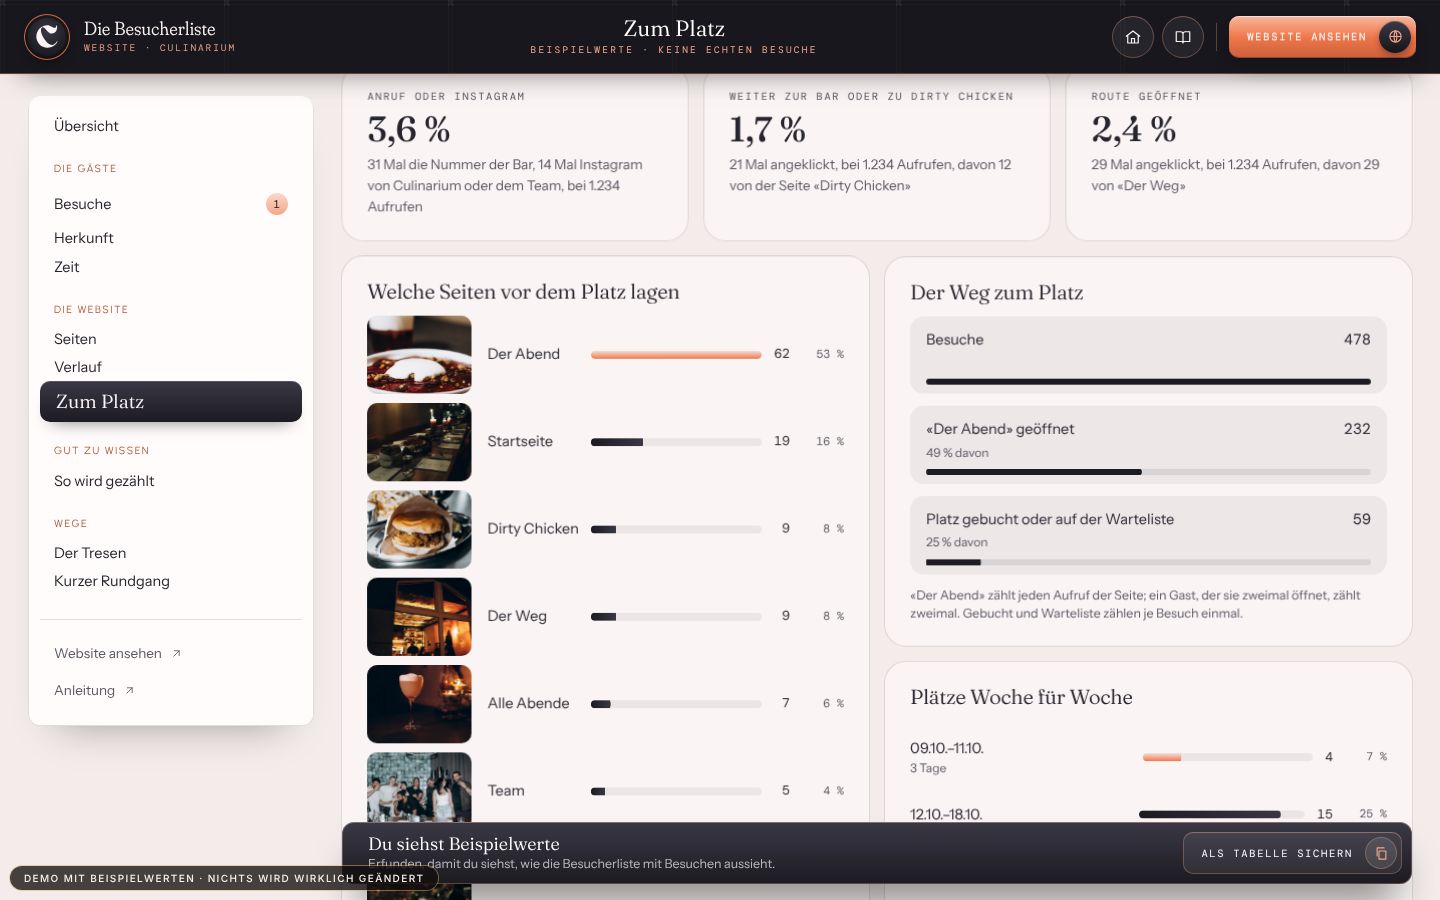 Die Besucherliste
WEBSITE · CULINARIUM
Zum Platz
BEISPIELWERTE · KEINE ECHTEN BESUCHE
WEBSITE ANSEHEN
Übersicht
DIE GÄSTE
Besuche
1
Herkunft
Zeit
DIE WEBSITE
Seiten
Verlauf
Zum Platz
GUT ZU WISSEN
So wird gezählt
WEGE
Der Tresen
Kurzer Rundgang
Website ansehen
Anleitung
ANRUF ODER INSTAGRAM
3,6 %
31 Mal die Nummer der Bar, 14 Mal Instagram
von Culinarium oder dem Team, bei 1.234
Aufrufen
WEITER ZUR BAR ODER ZU DIRTY CHICKEN
1,7 %
21 Mal angeklickt, bei 1.234 Aufrufen, davon 12
von der Seite «Dirty Chicken»
ROUTE GEÖFFNET
2,4 %
29 Mal angeklickt, bei 1.234 Aufrufen, davon 29
von «Der Weg»
Welche Seiten vor dem Platz lagen
Der Abend 62 53 %
Startseite 19 16 %
Dirty Chicken 9 8 %
Der Weg 9 8 %
Alle Abende 7 6 %
Team 5 4 %
Der Weg zum Platz
Besuche 478
«Der Abend» geöffnet 232
49 % davon
Platz gebucht oder auf der Warteliste 59
25 % davon
«Der Abend» zählt jeden Aufruf der Seite; ein Gast, der sie zweimal öffnet, zählt
zweimal. Gebucht und Warteliste zählen je Besuch einmal.
Plätze Woche für Woche
09.10.–11.10. 4 7 %
3 Tage
12.10.–18.10. 15 25 %
Du siehst Beispielwerte
Erfunden, damit du siehst, wie die Besucherliste mit Besuchen aussieht.
ALS TABELLE SICHERN
DEMO MIT BEISPIELWERTEN · NICHTS WIRD WIRKLICH GEÄNDERT